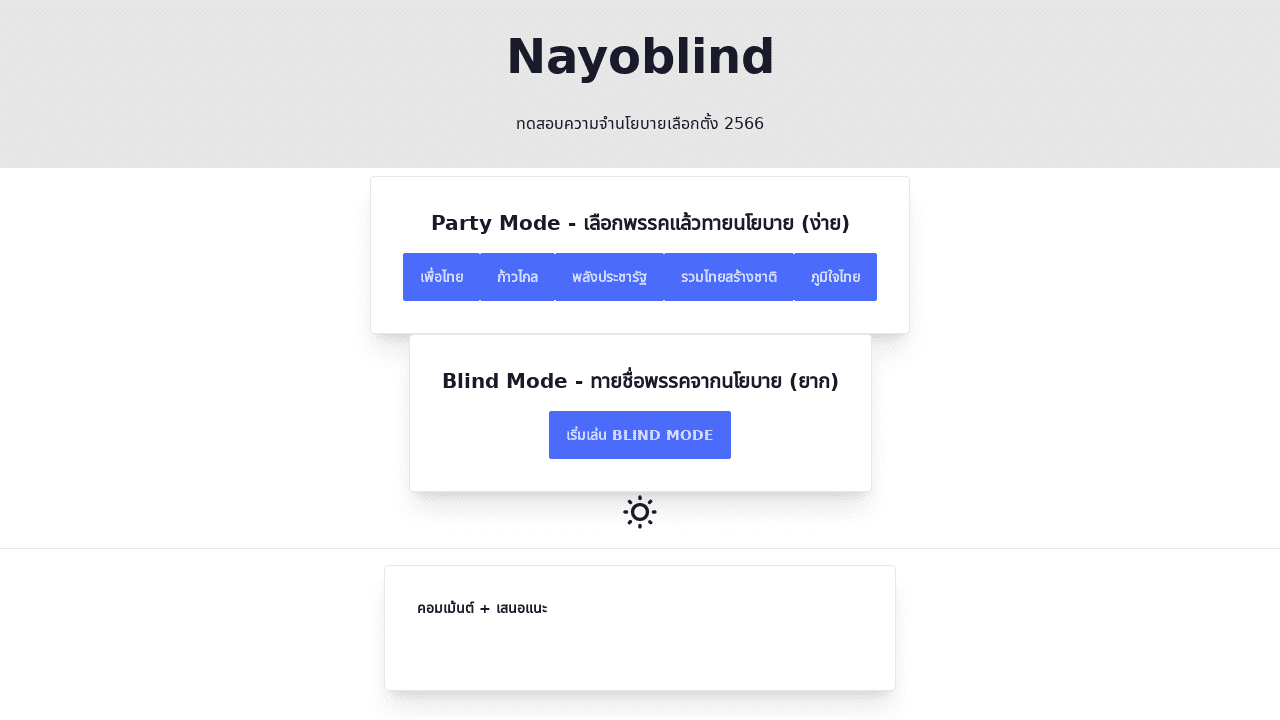 Nayoblind
ทดสอบความจำนโยบายเลือกตั้ง 2566
Party Mode - เลือกพรรคแล้วทายนโยบาย (ง่าย)
เพื่อไทย ก้าวไกล พลังประชารัฐ รวมไทยสร้างชาติ ภูมิใจไทย
Blind Mode - ทายชื่อพรรคจากนโยบาย (ยาก)
เริ่มเล่น BLIND MODE
คอมเม้นต์ + เสนอแนะ